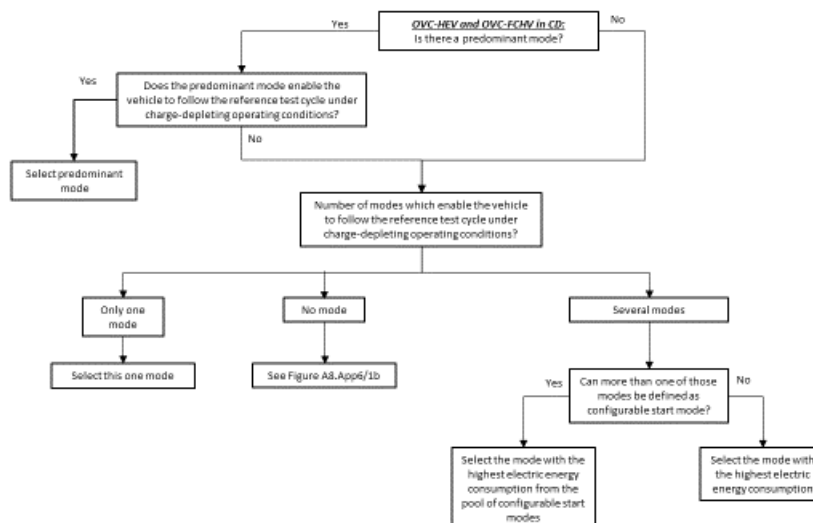 Yes
OVC-HEV and OVC-FCHV in CD:
Is there a predominant mode?
No
Yes
Does the predominant mode enable the
vehicle to follow the reference test cycle under
charge-depleting operating conditions?
No
Select predominant
mode
Number of modes which enable the vehicle
to follow the reference test cycle under
charge-depleting operating conditions?
Only one
mode
No mode
Several modes
Select this one mode
See Figure A8.App6/1b
Yes
Can more than one of those
modes be defined as
configurable start mode?
No
Select the mode with the
highest electric energy
consumption from the
pool of configurable start
modes
Select the mode with
the highest electric
energy consumption